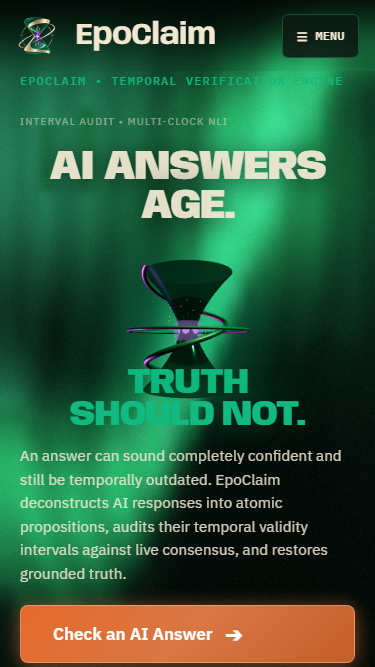 EpoClaim
☰ MENU
EPOCLAIM • TEMPORAL VERIFICATION ENGINE
INTERVAL AUDIT • MULTI-CLOCK NLI
AI ANSWERS
AGE.
TRUTH
SHOULD NOT.
An answer can sound completely confident and
still be temporally outdated. EpoClaim
deconstructs AI responses into atomic
propositions, audits their temporal validity
intervals against live consensus, and restores
grounded truth.
Check an AI Answer ➔